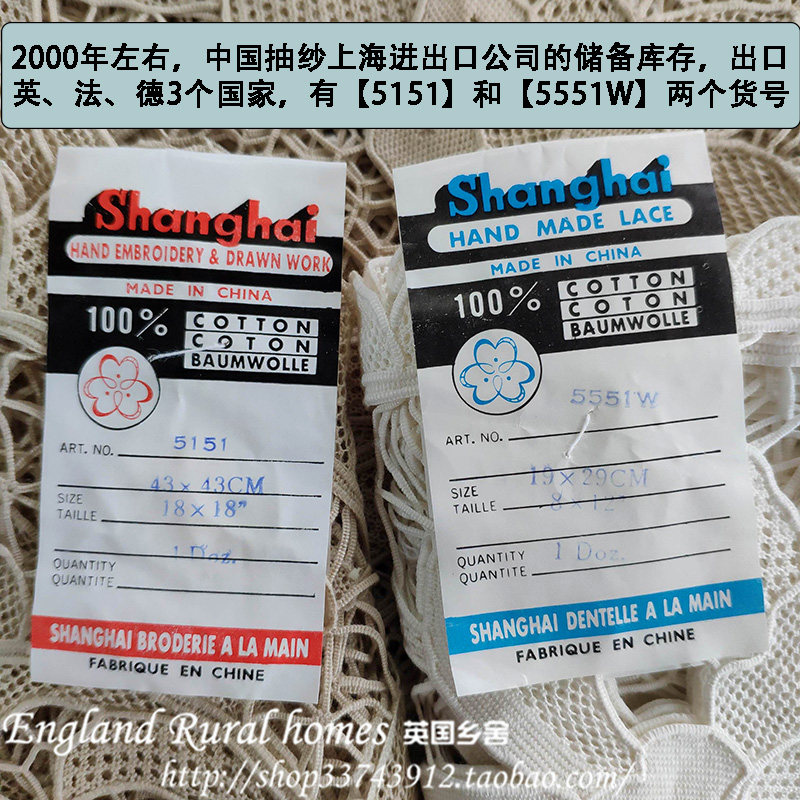 2000年左右，中国抽纱上海进出口公司的储备库存，出口
英、法、德3个国家，有【5151】和【5551W】两个货号
Shanghai
HAND EMBROIDERY & DRAWN WORK
MADE IN CHINA
100% COTTON
COTON
BAUMWOLLE
ART. NO. 5151
43 × 43CM
SIZE
TAILLE 18 × 18"
QUANTITY 1 Doz.
QUANTITE
SHANGHAI BRODERIE A LA MAIN
FABRIQUE EN CHINE
Shanghai
HAND MADE LACE
MADE IN CHINA
100% COTTON
COTON
BAUMWOLLE
5551W
ART. NO.
19 × 29CM
SIZE
TAILLE 8 × 12"
QUANTITY 1 Doz.
QUANTITE
SHANGHAI DENTELLE A LA MAIN
FABRIQUE EN CHINE
England Rural homes 英国乡舍
http://shop33743912.taobao.com/